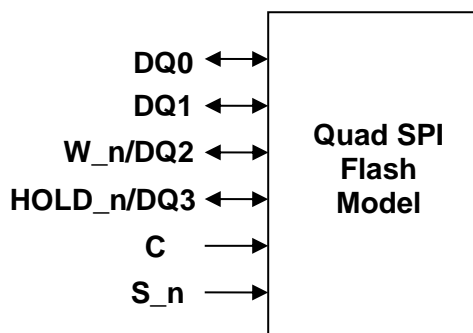 DQ0
DQ1
W_n/DQ2
HOLD_n/DQ3
C
S_n
Quad SPI
Flash
Model